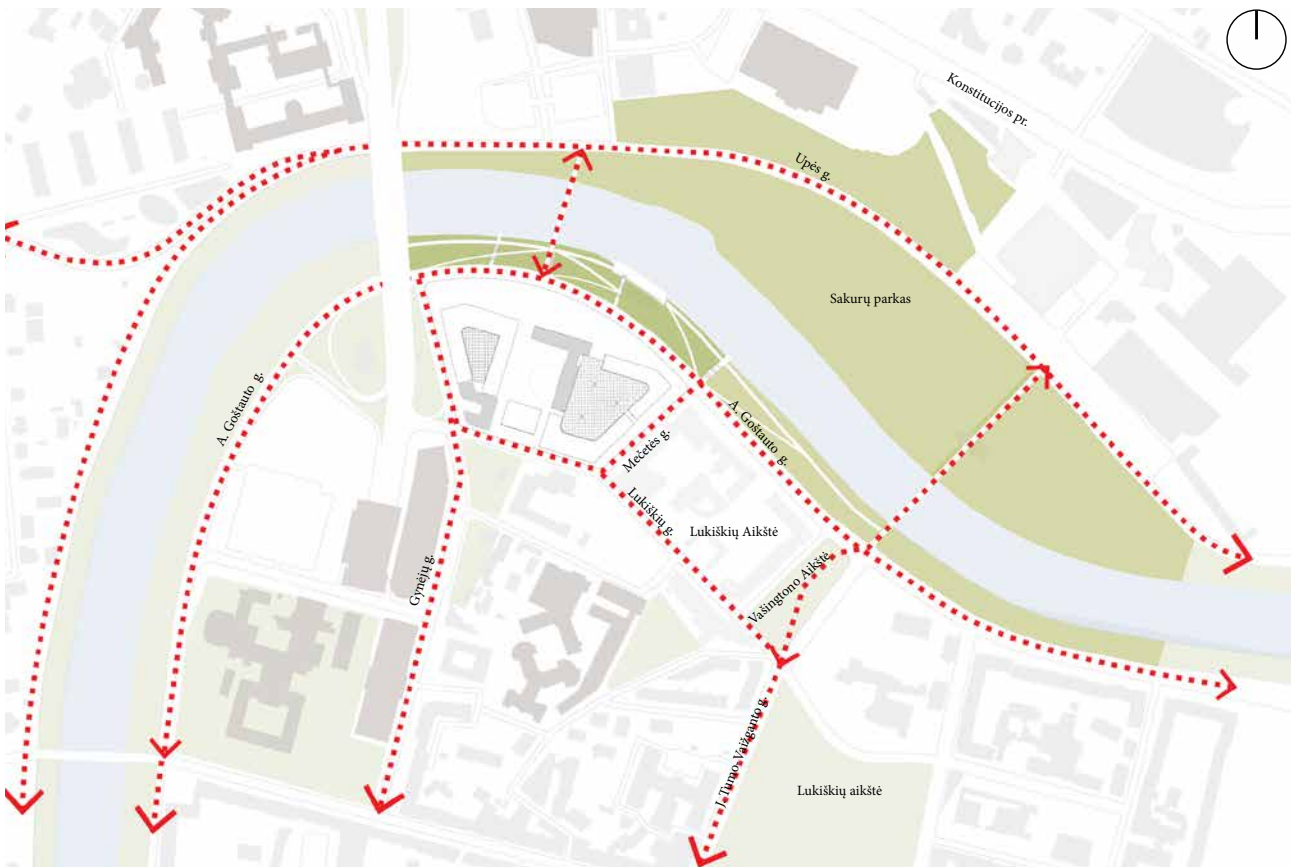 Konstitucijos pr.
Upės g.
Sakurų parkas
A. Goštauto g.
A. Goštauto g.
Mečetės g.
Lukiškių g.
Lukiškių Aikštė
Vašingtono Aikštė
Gynėjų g.
J. Tumo-Vaižganto g.
Lukiškių aikštė